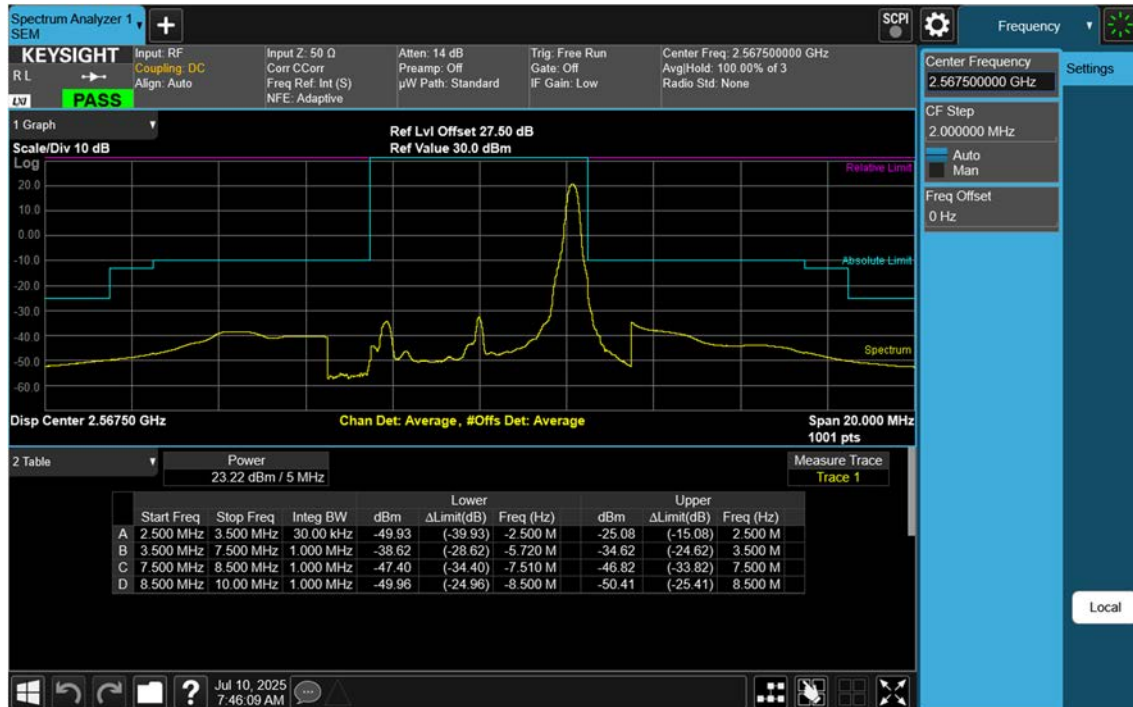 Spectrum Analyzer 1
SEM
SCPI
Frequency
KEYSIGHT
R L
LXI
PASS
Input: RF
Coupling: DC
Align: Auto
Input Z: 50 Ω
Corr CCorr
Freq Ref: Int (S)
NFE: Adaptive
Atten: 14 dB
Preamp: Off
µW Path: Standard
Trig: Free Run
Gate: Off
IF Gain: Low
Center Freq: 2.567500000 GHz
Avg|Hold: 100.00% of 3
Radio Std: None
Center Frequency
2.567500000 GHz
Settings
CF Step
2.000000 MHz
Auto
Man
Freq Offset
0 Hz
1 Graph
Scale/Div 10 dB
Ref Lvl Offset 27.50 dB
Ref Value 30.0 dBm
Log
Relative Limit
20.0
10.0
0.00
-10.0
Absolute Limit
-20.0
-30.0
-40.0
-50.0
Spectrum
-60.0
Disp Center 2.56750 GHz
Chan Det: Average, #Offs Det: Average
Span 20.000 MHz
1001 pts
2 Table
Power
23.22 dBm / 5 MHz
Measure Trace
Trace 1
Lower Upper
Start Freq Stop Freq Integ BW dBm ΔLimit(dB) Freq (Hz) dBm ΔLimit(dB) Freq (Hz)
A 2.500 MHz 3.500 MHz 30.00 kHz -49.93 (-39.93) -2.500 M -25.08 (-15.08) 2.500 M
B 3.500 MHz 7.500 MHz 1.000 MHz -38.62 (-28.62) -5.720 M -34.62 (-24.62) 3.500 M
C 7.500 MHz 8.500 MHz 1.000 MHz -47.40 (-34.40) -7.510 M -46.82 (-33.82) 7.500 M
D 8.500 MHz 10.00 MHz 1.000 MHz -49.96 (-24.96) -8.500 M -50.41 (-25.41) 8.500 M
Local
?
Jul 10, 2025
7:46:09 AM